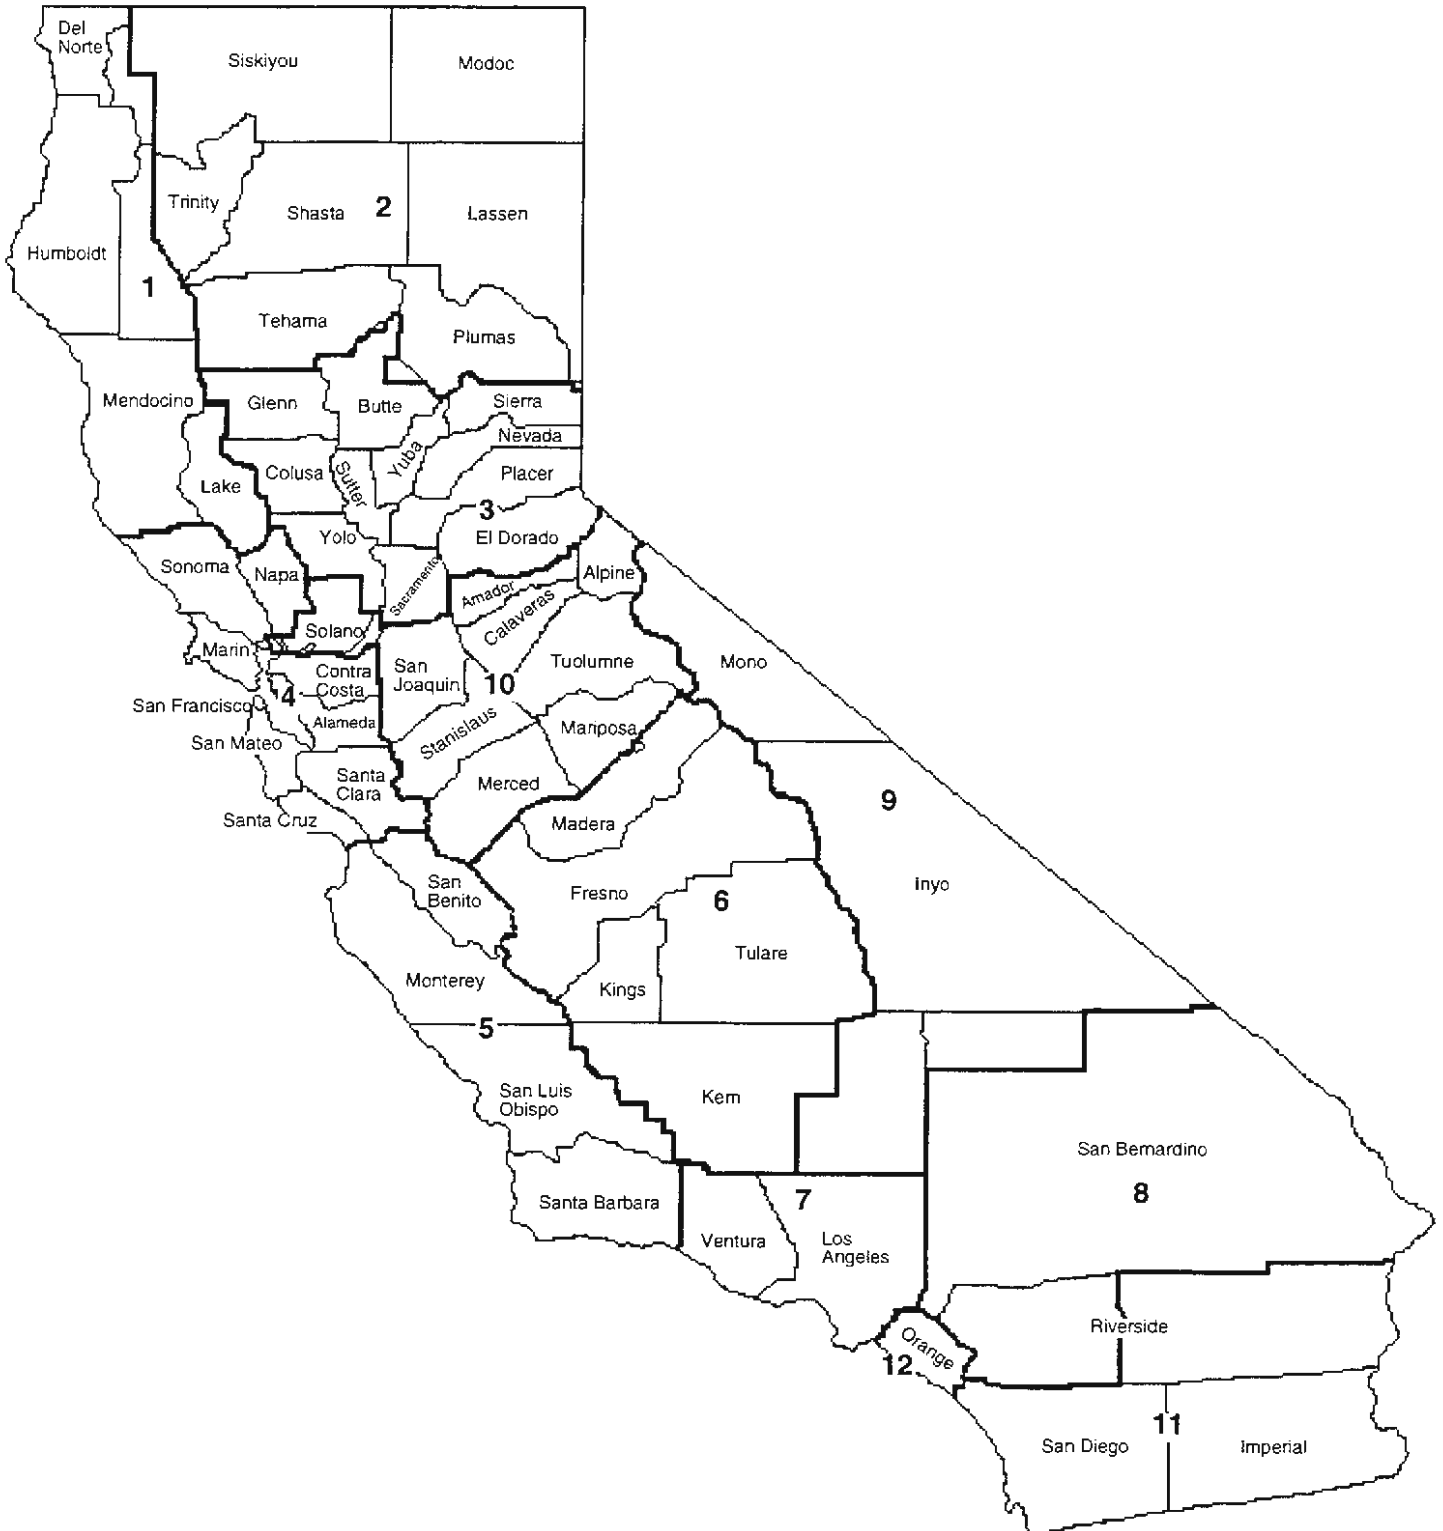 Del
Norte
Siskiyou
Modoc
Trinity
Shasta
2
Lassen
Humboldt
1
Tehama
Plumas
Mendocino
Glenn
Butte
Sierra
Nevada
Yuba
Placer
Colusa
Sutter
Lake
3
Yolo
El Dorado
Sonoma
Napa
Sacramento
Alpine
Amador
Calaveras
Solano
Marin
Contra
Costa
San
Joaquin
Tuolumne
Mono
10
4
San Francisco
Alameda
Stanislaus
Mariposa
San Mateo
Santa
Clara
Merced
9
Santa Cruz
Madera
San
Benito
Fresno
6
Inyo
Tulare
Monterey
Kings
5
San Luis
Obispo
Kern
San Bernardino
8
Santa Barbara
7
Ventura
Los
Angeles
Riverside
Orange
12
11
San Diego
Imperial